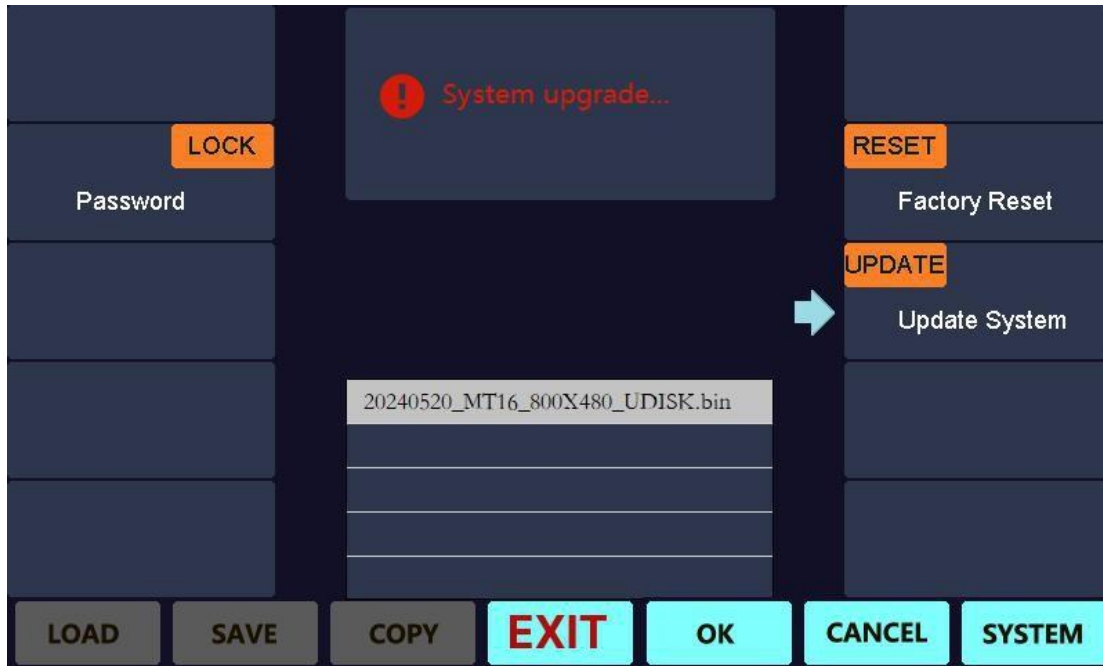 System upgrade...
LOCK
Password
RESET
Factory Reset
UPDATE
Update System
20240520_MT16_800X480_UDISK.bin
LOAD SAVE COPY EXIT OK CANCEL SYSTEM